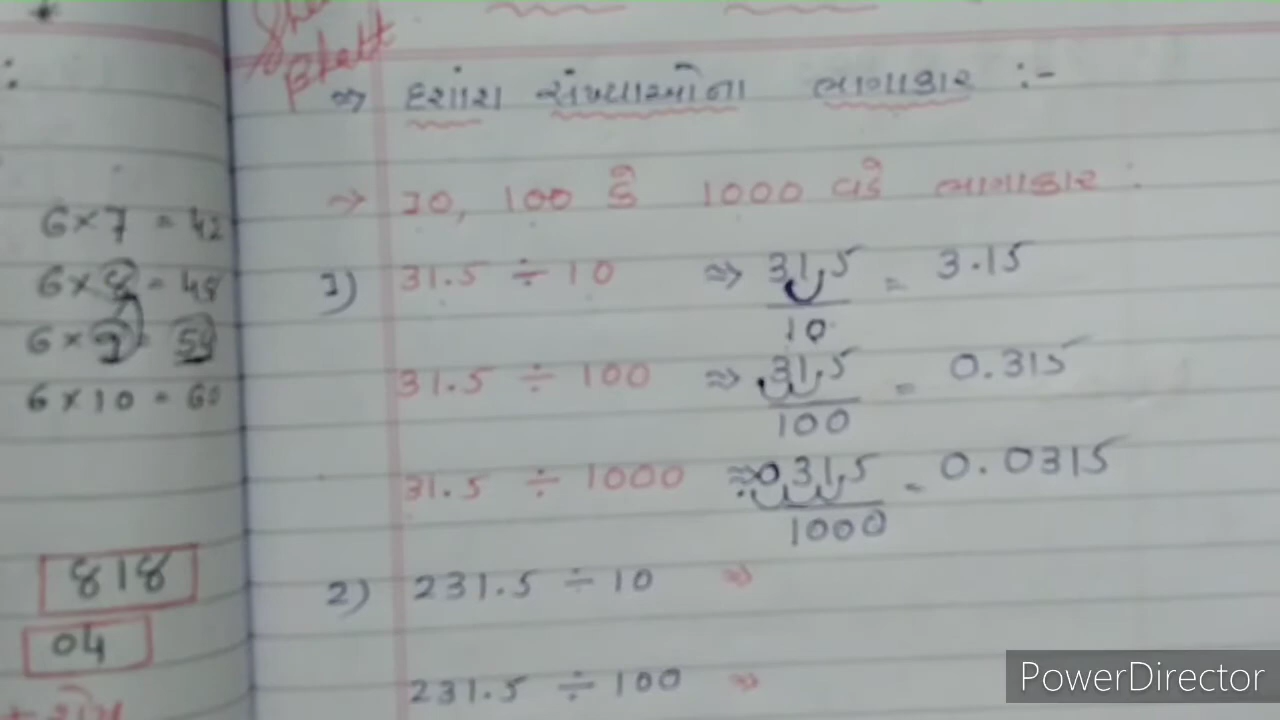 Bhatt
⇒ દશાંશ સંખ્યાઓના ભાગાકાર :-
→ 10, 100 કે 1000 વડે ભાગાકાર :
6 × 7 = 42
6 × 8 = 48
6 × 9 = 54
6 × 10 = 60
818
04
1) 31.5 ÷ 10 ⇒ 31.5 / 10 = 3.15
31.5 ÷ 100 ⇒ 31.5 / 100 = 0.315
31.5 ÷ 1000 ⇒ 031.5 / 1000 = 0.0315
2) 231.5 ÷ 10 ⇒
231.5 ÷ 100 ⇒
PowerDirector